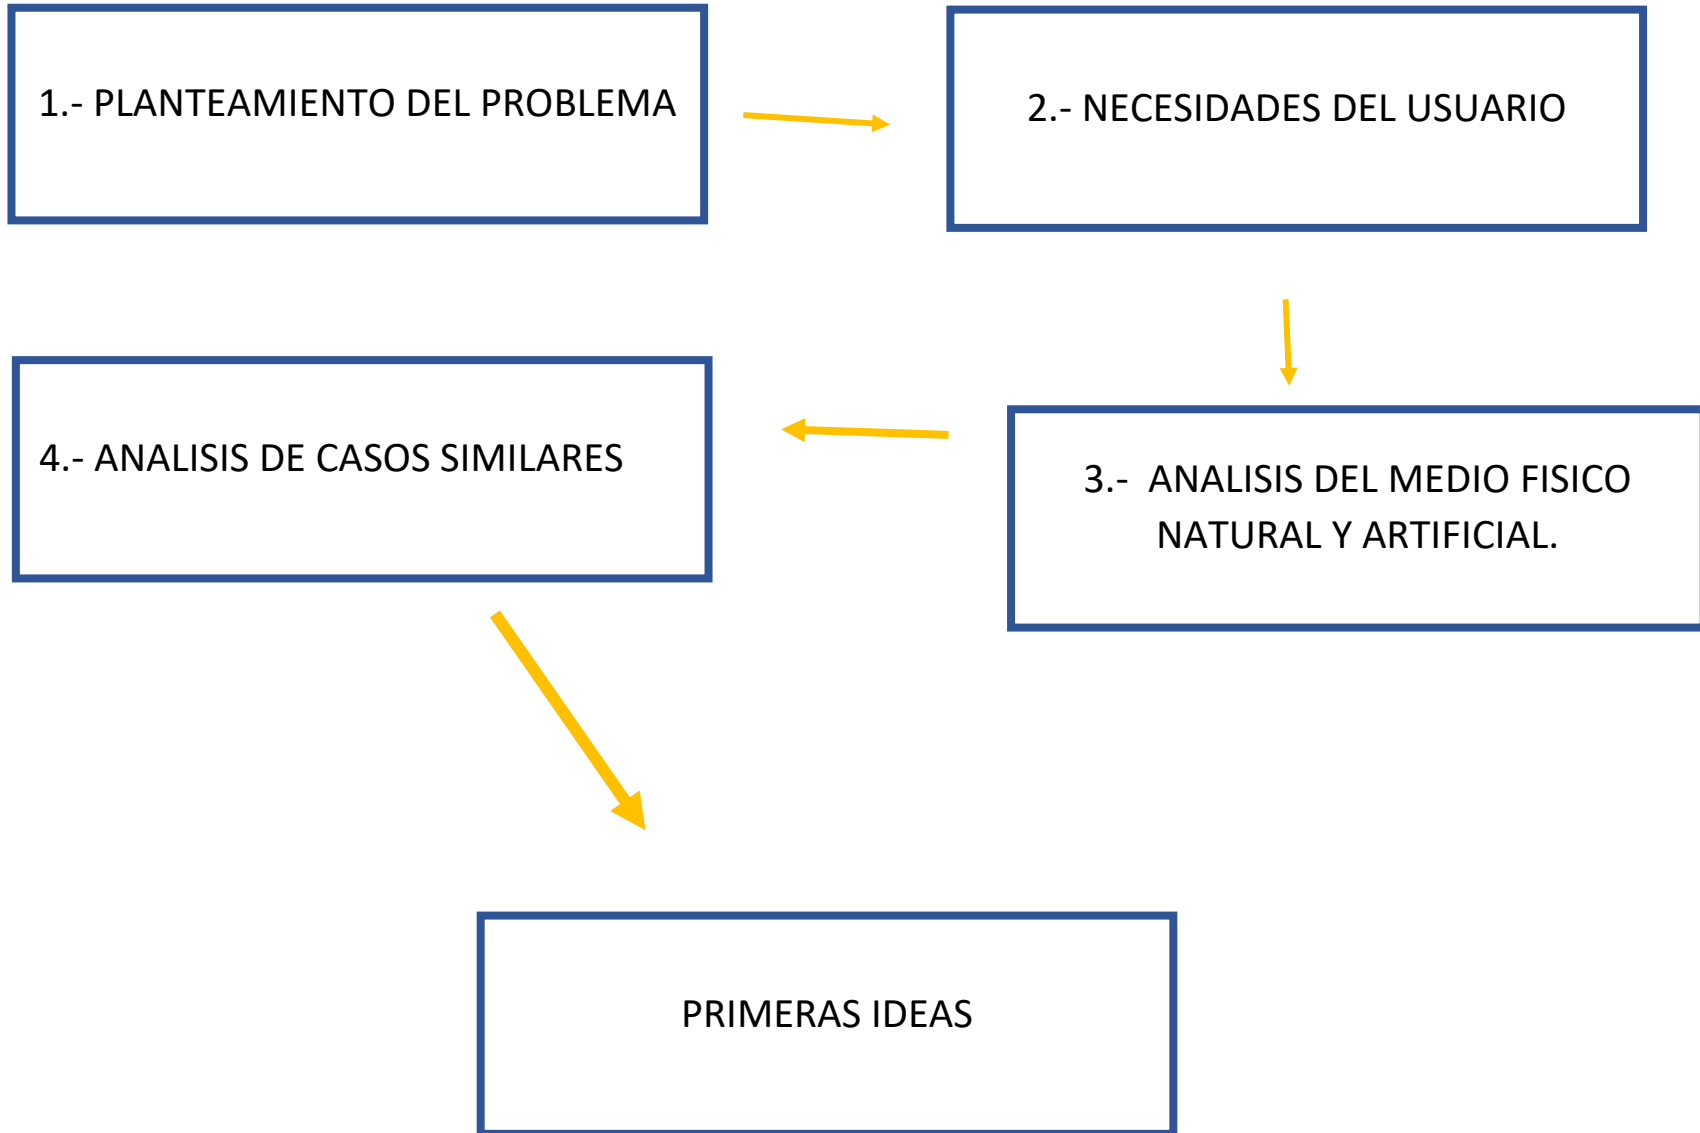 1.- PLANTEAMIENTO DEL PROBLEMA
2.- NECESIDADES DEL USUARIO
3.- ANALISIS DEL MEDIO FISICO
NATURAL Y ARTIFICIAL.
4.- ANALISIS DE CASOS SIMILARES
PRIMERAS IDEAS